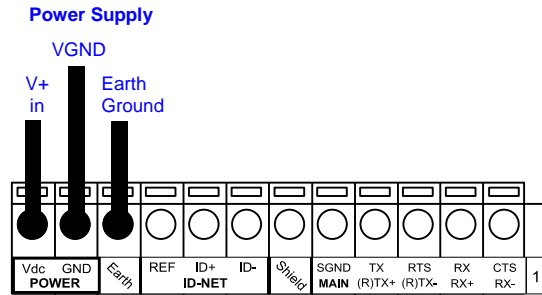 Power Supply
VGND
V+
in
Earth
Ground
Vdc GND Earth REF ID+ ID- Shield SGND TX RTS RX CTS
POWER ID-NET MAIN (R)TX+ (R)TX- RX+ RX-
1